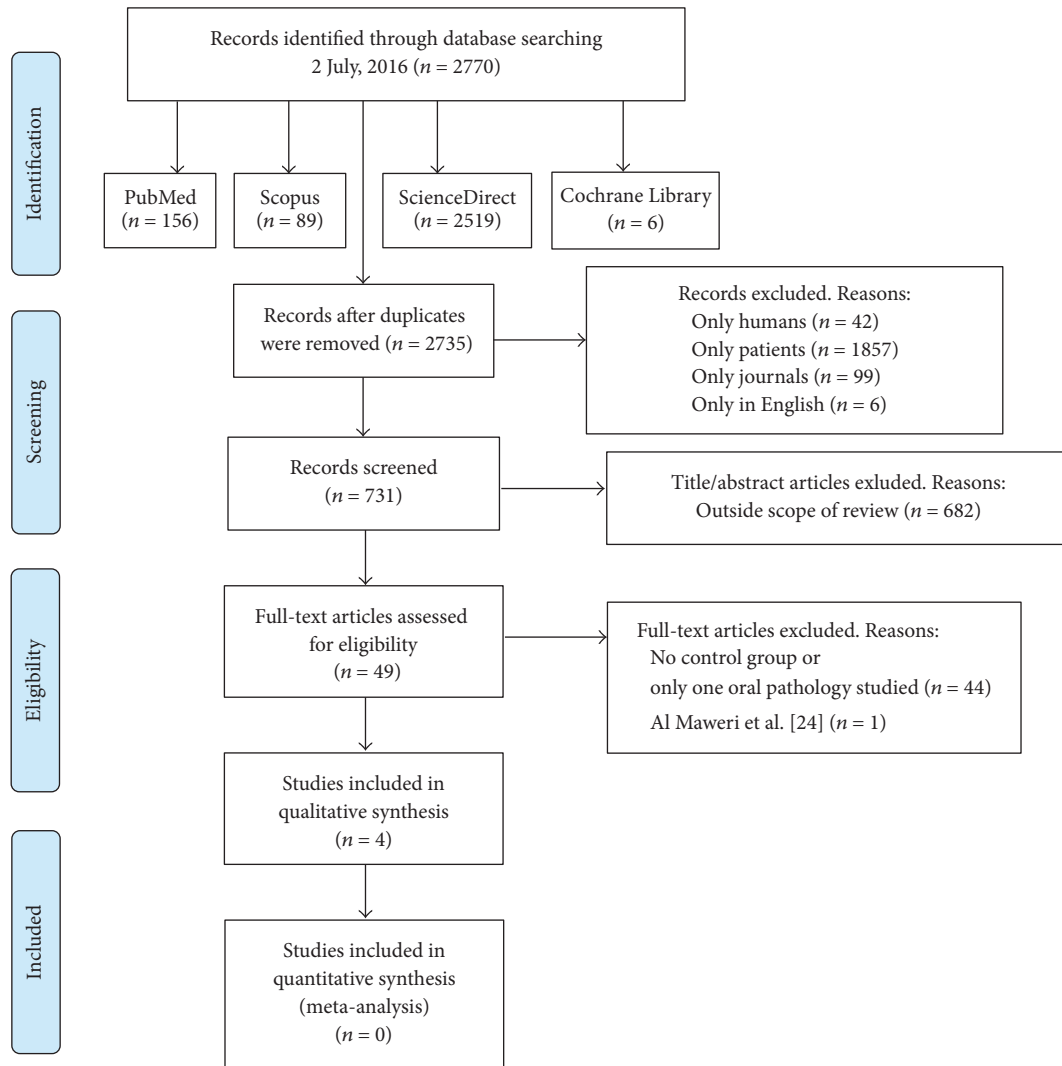 Records identified through database searching
2 July, 2016 (n = 2770)
Identification
PubMed
(n = 156)
Scopus
(n = 89)
ScienceDirect
(n = 2519)
Cochrane Library
(n = 6)
Screening
Records after duplicates
were removed (n = 2735)
Records excluded. Reasons:
Only humans (n = 42)
Only patients (n = 1857)
Only journals (n = 99)
Only in English (n = 6)
Records screened
(n = 731)
Title/abstract articles exluded. Reasons:
Outside scope of review (n = 682)
Eligibility
Full-text articles assessed
for eligibility
(n = 49)
Full-text articles excluded. Reasons:
No control group or
only one oral pathology studied (n = 44)
Al Maweri et al. [24] (n = 1)
Studies included in
qualitative synthesis
(n = 4)
Included
Studies included in
quantitative synthesis
(meta-analysis)
(n = 0)